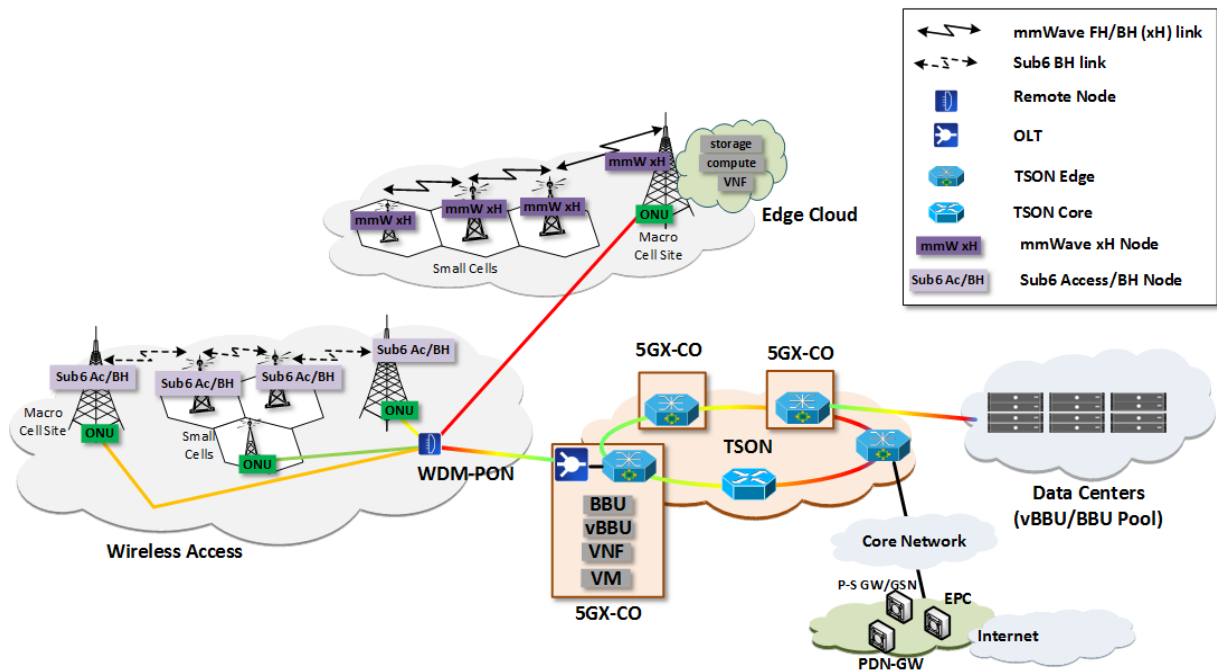 mmWave FH/BH (xH) link
Sub6 BH link
Remote Node
OLT
TSON Edge
TSON Core
mmW xH
mmWave xH Node
Sub6 Ac/BH
Sub6 Access/BH Node
storage
compute
VNF
mmW xH
mmW xH
mmW xH
mmW xH
ONU
Edge Cloud
Macro
Cell Site
Small Cells
Sub6 Ac/BH
Sub6 Ac/BH
Sub6 Ac/BH
Sub6 Ac/BH
Macro
Cell Site
ONU
Small
Cells
ONU
ONU
WDM-PON
Wireless Access
5GX-CO
5GX-CO
TSON
BBU
vBBU
VNF
VM
5GX-CO
Data Centers
(vBBU/BBU Pool)
Core Network
P-S GW/GSN
EPC
Internet
PDN-GW